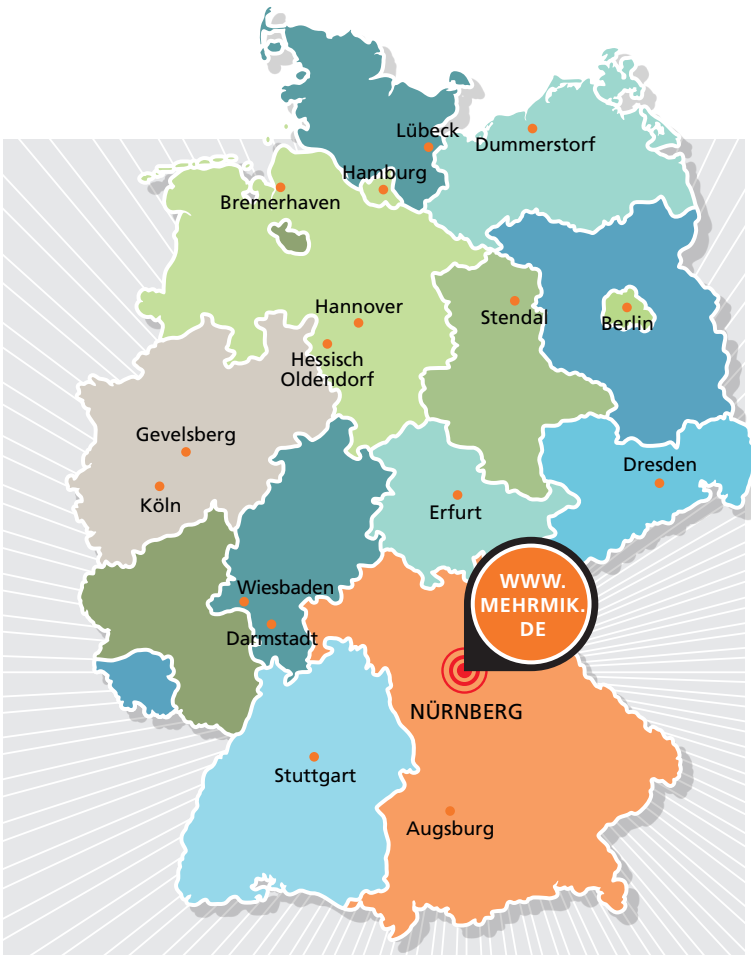 Lübeck
Dummerstorf
Hamburg
Bremerhaven
Hannover
Stendal
Berlin
Hessisch
Oldendorf
Gevelsberg
Dresden
Köln
Erfurt
WWW.
MEHRMIK.
DE
Wiesbaden
Darmstadt
NÜRNBERG
Stuttgart
Augsburg